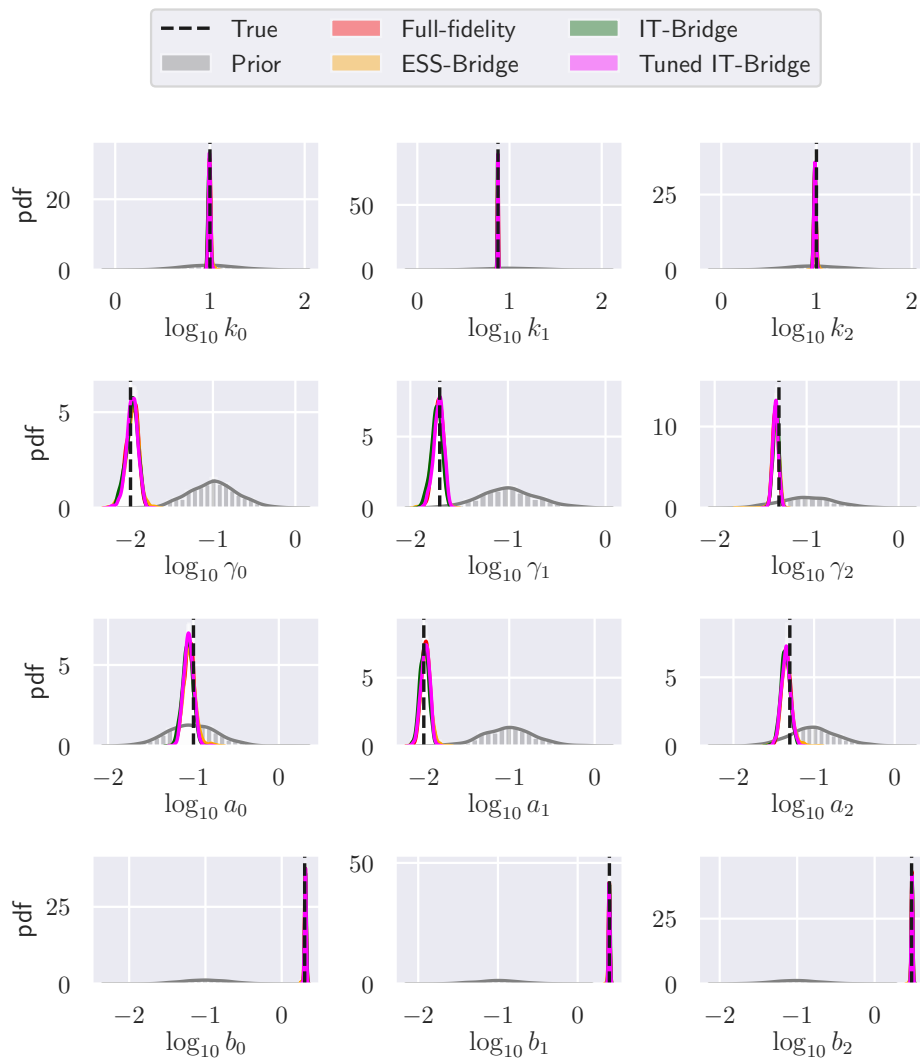 True Full-fidelity IT-Bridge
Prior ESS-Bridge Tuned IT-Bridge
pdf
20
0
50
0
25
0
0 1 2
0 1 2
0 1 2
log₁₀ k₀
log₁₀ k₁
log₁₀ k₂
pdf
5
0
5
0
10
0
−2 −1 0
−2 −1 0
−2 −1 0
log₁₀ γ₀
log₁₀ γ₁
log₁₀ γ₂
pdf
5
0
5
0
5
0
−2 −1 0
−2 −1 0
−2 −1 0
log₁₀ a₀
log₁₀ a₁
log₁₀ a₂
pdf
25
0
50
0
25
0
−2 −1 0
−2 −1 0
−2 −1 0
log₁₀ b₀
log₁₀ b₁
log₁₀ b₂